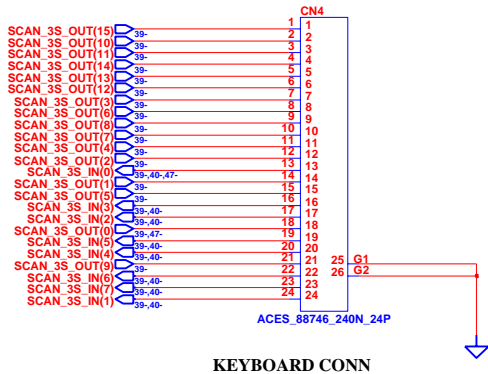 CN4
SCAN_3S_OUT(15) 39- 1 1
SCAN_3S_OUT(10) 39- 2 2
SCAN_3S_OUT(11) 39- 3 3
SCAN_3S_OUT(14) 39- 4 4
SCAN_3S_OUT(13) 39- 5 5
SCAN_3S_OUT(12) 39- 6 6
SCAN_3S_OUT(3) 39- 7 7
SCAN_3S_OUT(6) 39- 8 8
SCAN_3S_OUT(8) 39- 9 9
SCAN_3S_OUT(7) 39- 10 10
SCAN_3S_OUT(4) 39- 11 11
SCAN_3S_OUT(2) 39- 12 12
SCAN_3S_IN(0) 39-,40-,47- 13 13
SCAN_3S_OUT(1) 39- 14 14
SCAN_3S_OUT(5) 39- 15 15
SCAN_3S_IN(3) 39-,40- 16 16
SCAN_3S_IN(2) 39-,40- 17 17
SCAN_3S_OUT(0) 39-,47- 18 18
SCAN_3S_IN(5) 39-,40- 19 19
SCAN_3S_IN(4) 39-,40- 20 20
SCAN_3S_OUT(9) 39- 21 21 25 G1
SCAN_3S_IN(6) 39-,40- 22 22 26 G2
SCAN_3S_IN(7) 39-,40- 23 23
SCAN_3S_IN(1) 39-,40- 24 24
ACES_88746_240N_24P
KEYBOARD CONN